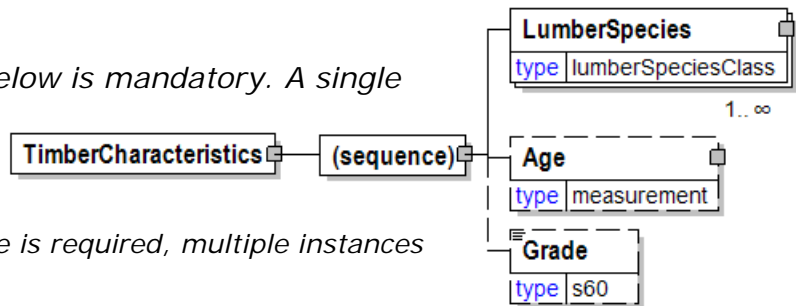 LumberSpecies
type lumberSpeciesClass
elow is mandatory. A single
1.. ∞
TimberCharacteristics
(sequence)
Age
type measurement
e is required, multiple instances
Grade
type s60